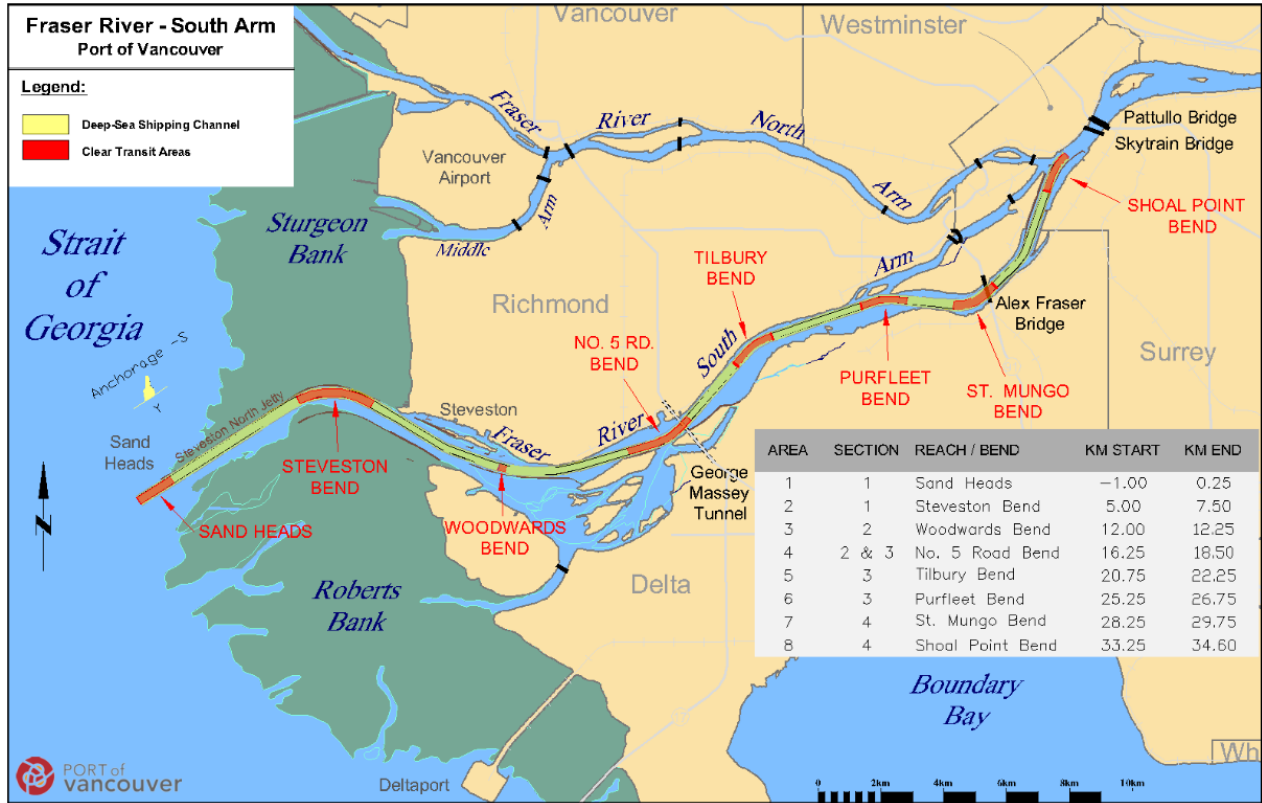 Fraser River - South Arm
Port of Vancouver
Legend:
Deep-Sea Shipping Channel
Clear Transit Areas
Vancouver
Westminster
Fraser
River
North
Arm
Pattullo Bridge
Skytrain Bridge
Vancouver
Airport
Arm
Middle
SHOAL POINT
BEND
Sturgeon
Bank
Strait
of
Georgia
TILBURY
BEND
Arm
Richmond
Alex Fraser
Bridge
NO. 5 RD.
BEND
South
Surrey
PURFLEET
BEND
ST. MUNGO
BEND
Anchorage -S
Y
Steveston North Jetty
Steveston
Fraser
River
Sand
Heads
STEVESTON
BEND
George
Massey
Tunnel
SAND HEADS
WOODWARDS
BEND
N
Roberts
Bank
Delta
AREA SECTION REACH / BEND KM START KM END
1 1 Sand Heads −1.00 0.25
2 1 Steveston Bend 5.00 7.50
3 2 Woodwards Bend 12.00 12.25
4 2 & 3 No. 5 Road Bend 16.25 18.50
5 3 Tilbury Bend 20.75 22.25
6 3 Purfleet Bend 25.25 26.75
7 4 St. Mungo Bend 28.25 29.75
8 4 Shoal Point Bend 33.25 34.60
Boundary
Bay
Wh
PORT of
vancouver
Deltaport
0 2km 4km 6km 8km 10km